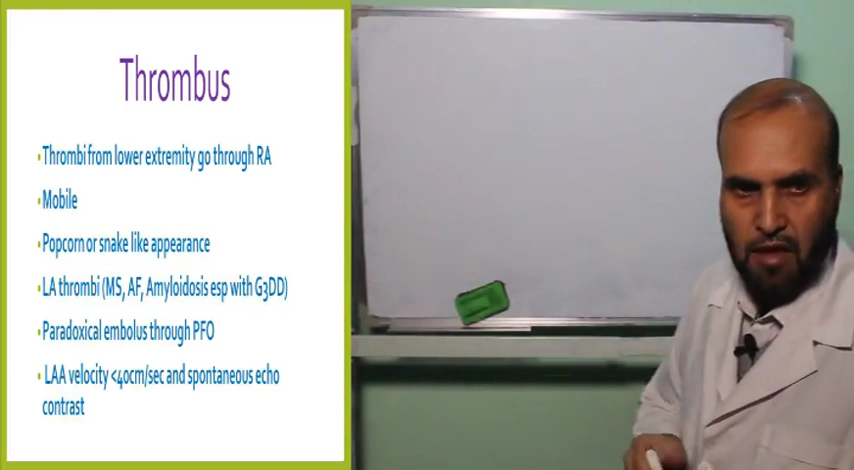 Thrombus
• Thrombi from lower extremity go through RA
• Mobile
• Popcorn or snake like appearance
• LA thrombi (MS, AF, Amyloidosis esp with G3DD)
• Paradoxical embolus through PFO
• LAA velocity <40cm/sec and spontaneous echo
contrast